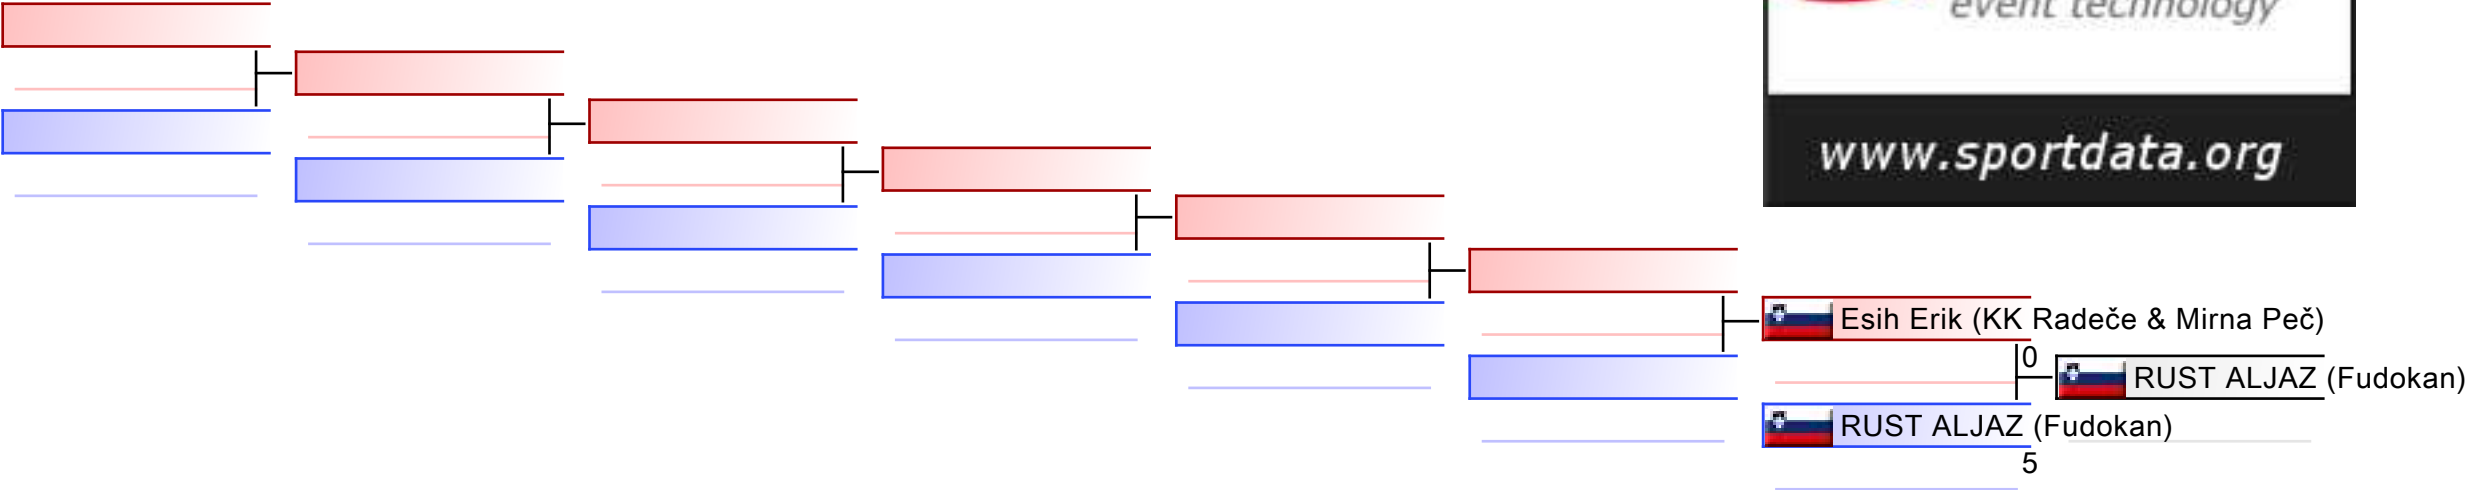 event technology
www.sportdata.org
Esih Erik (KK Radeče & Mirna Peč)
0
RUST ALJAZ (Fudokan)
RUST ALJAZ (Fudokan)
5